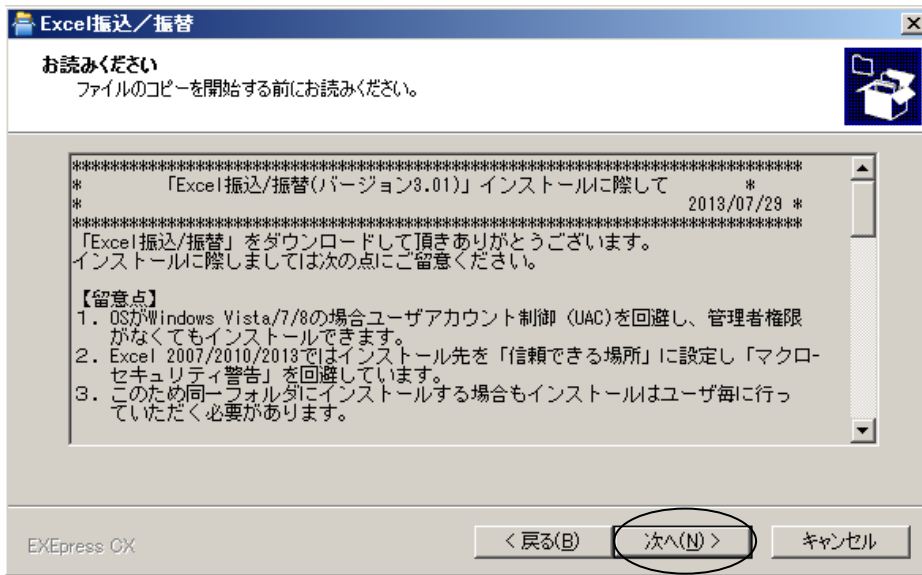 Excel振込／振替
お読みください
ファイルのコピーを開始する前にお読みください。
******************************************************************************
* 「Excel振込/振替(バージョン3.01)」インストールに際して *
* 2013/07/29 *
******************************************************************************
「Excel振込/振替」をダウンロードして頂きありがとうございます。
インストールに際しましては次の点にご留意ください。
【留意点】
１．OSがWindows Vista/7/8の場合ユーザアカウント制御（UAC)を回避し、管理者権限
がなくてもインストールできます。
２．Excel 2007/2010/2013ではインストール先を「信頼できる場所」に設定し「マクロｰ
セキュリティ警告」を回避しています。
３．このため同一フォルダにインストールする場合もインストールはユーザ毎に行っ
ていただく必要があります。
EXEpress CX
< 戻る(B)
次へ(N) >
キャンセル